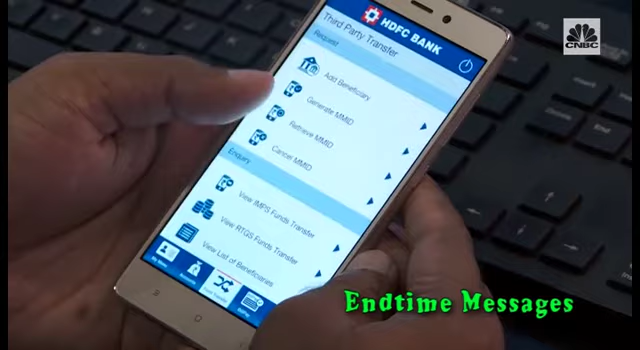 CNBC
HDFC BANK
Third Party Transfer
Request
Add Beneficiary
Generate MMID
Retrieve MMID
Cancel MMID
Enquiry
View IMPS Funds Transfer
View RTGS Funds Transfer
View List of Beneficiaries
Endtime Messages